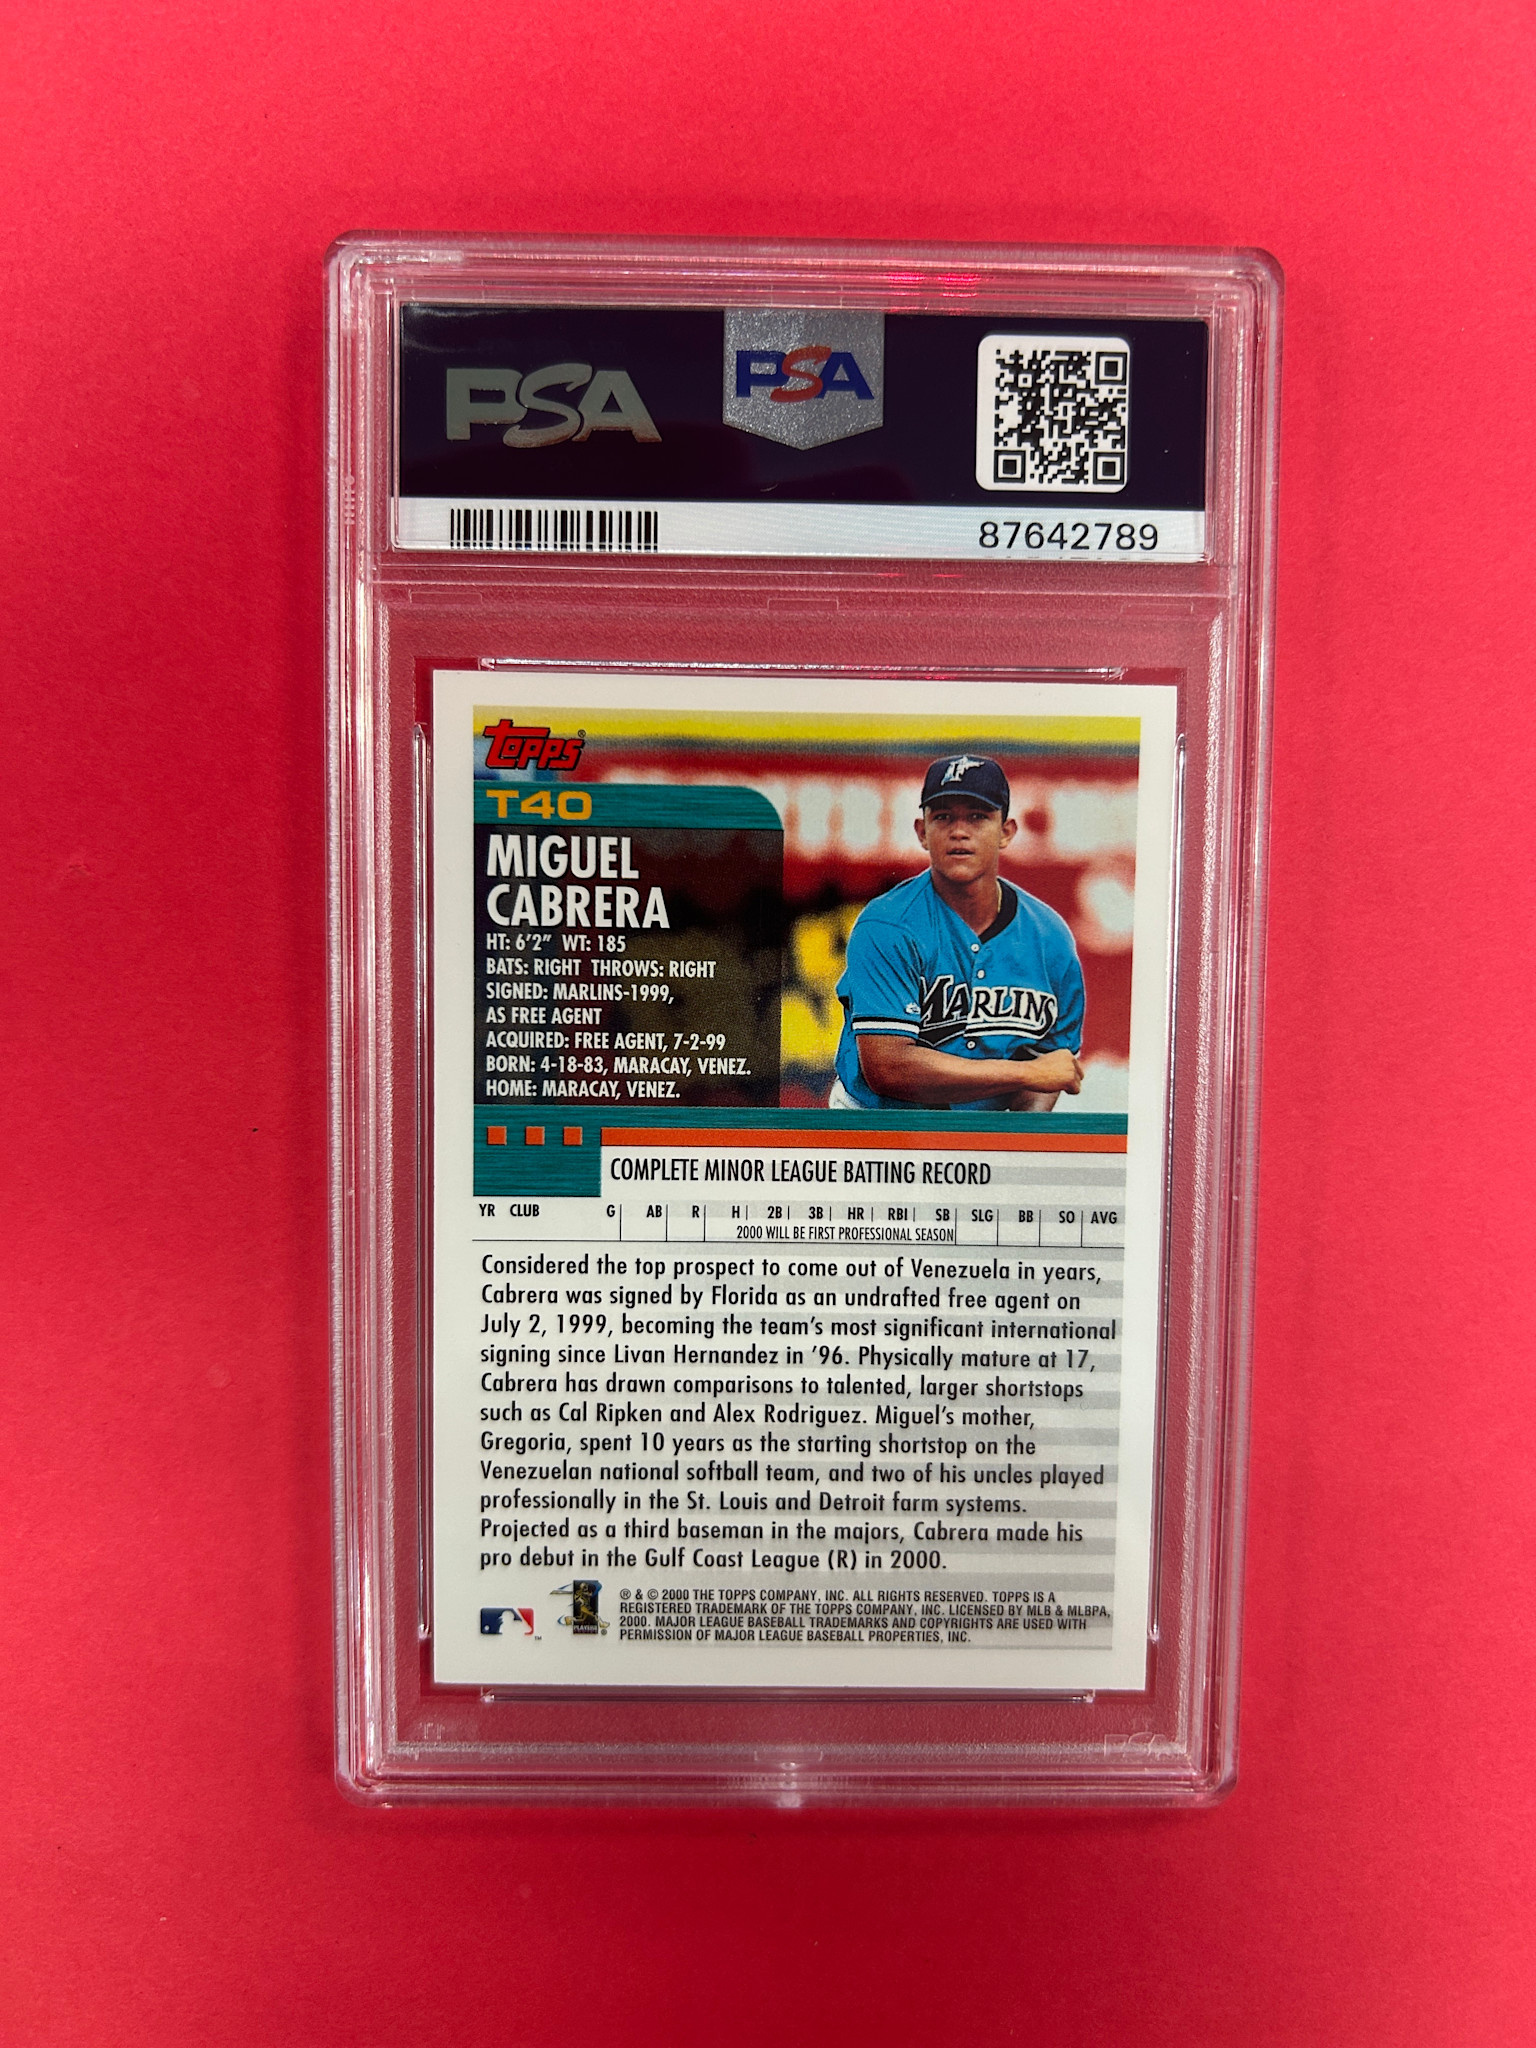 PSA
PSA
87642789
Topps®
T40
MIGUEL
CABRERA
HT: 6'2" WT: 185
BATS: RIGHT THROWS: RIGHT
SIGNED: MARLINS-1999,
AS FREE AGENT
ACQUIRED: FREE AGENT, 7-2-99
BORN: 4-18-83, MARACAY, VENEZ.
HOME: MARACAY, VENEZ.
MARLINS
COMPLETE MINOR LEAGUE BATTING RECORD
YR CLUB G AB R H 2B 3B HR RBI SB SLG BB SO AVG
2000 WILL BE FIRST PROFESSIONAL SEASON
Considered the top prospect to come out of Venezuela in years,
Cabrera was signed by Florida as an undrafted free agent on
July 2, 1999, becoming the team's most significant international
signing since Livan Hernandez in '96. Physically mature at 17,
Cabrera has drawn comparisons to talented, larger shortstops
such as Cal Ripken and Alex Rodriguez. Miguel's mother,
Gregoria, spent 10 years as the starting shortstop on the
Venezuelan national softball team, and two of his uncles played
professionally in the St. Louis and Detroit farm systems.
Projected as a third baseman in the majors, Cabrera made his
pro debut in the Gulf Coast League (R) in 2000.
® & © 2000 THE TOPPS COMPANY, INC. ALL RIGHTS RESERVED. TOPPS IS A
REGISTERED TRADEMARK OF THE TOPPS COMPANY, INC. LICENSED BY MLB & MLBPA,
2000. MAJOR LEAGUE BASEBALL TRADEMARKS AND COPYRIGHTS ARE USED WITH
PERMISSION OF MAJOR LEAGUE BASEBALL PROPERTIES, INC.
PSA